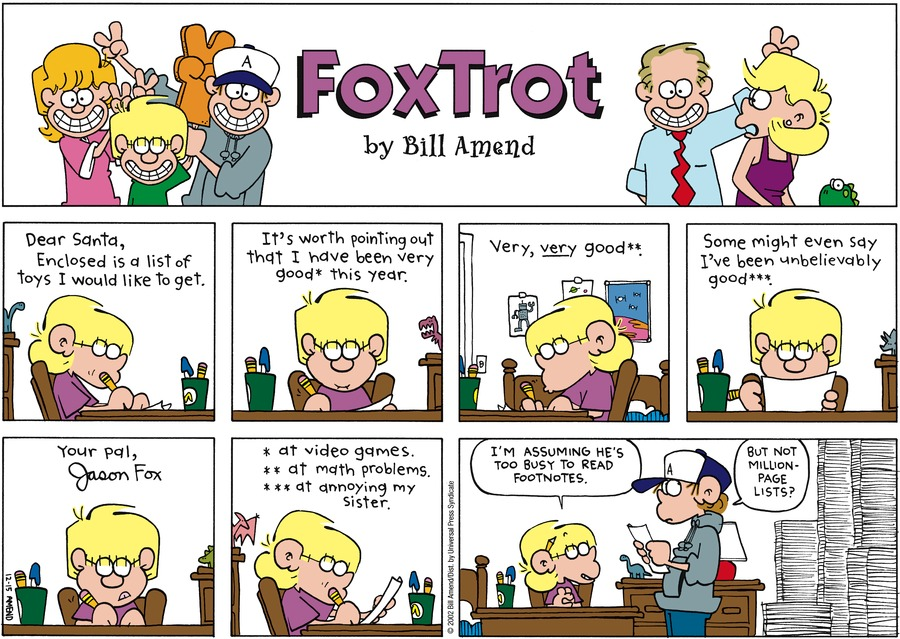 A
FoxTrot
by Bill Amend
Dear Santa,
Enclosed is a list of
toys I would like to get.
It's worth pointing out
that I have been very
good* this year.
Very, very good**.
Some might even say
I've been unbelievably
good***.
Your pal,
Jason Fox
12-15 AMEND
* at video games.
** at math problems.
*** at annoying my
sister.
© 2002 Bill Amend/Dist. by Universal Press Syndicate
I'M ASSUMING HE'S
TOO BUSY TO READ
FOOTNOTES.
A
BUT NOT
MILLION-
PAGE
LISTS?